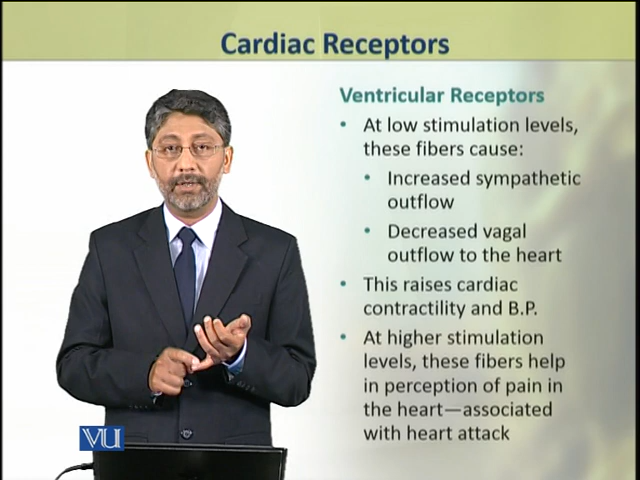 Cardiac Receptors
Ventricular Receptors
• At low stimulation levels,
these fibers cause:
• Increased sympathetic
outflow
• Decreased vagal
outflow to the heart
• This raises cardiac
contractility and B.P.
• At higher stimulation
levels, these fibers help
in perception of pain in
the heart—associated
with heart attack
VU